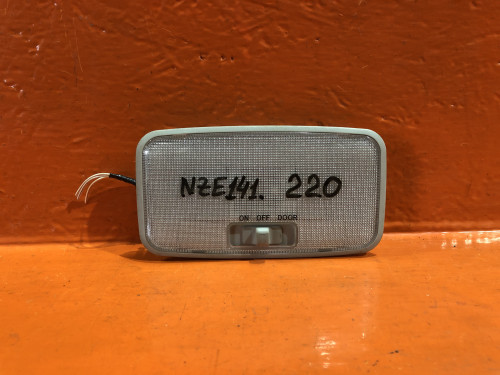 NZE141. 220
ON OFF DOOR